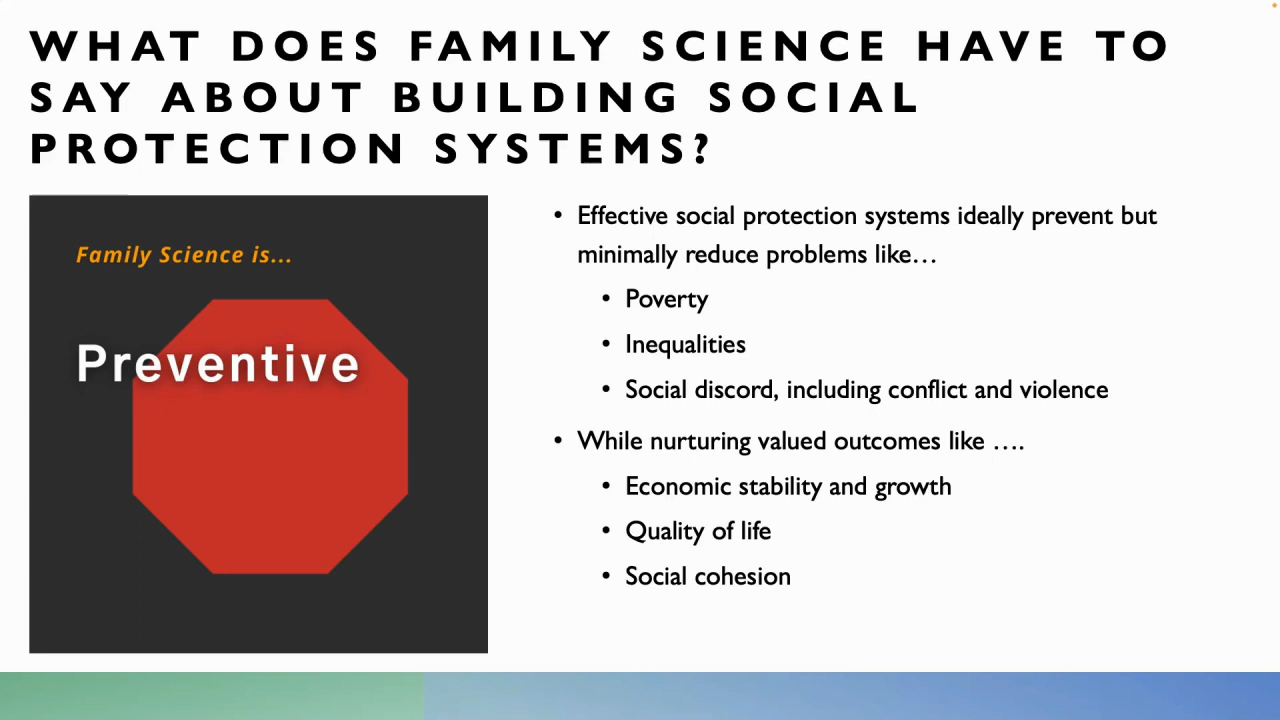 WHAT DOES FAMILY SCIENCE HAVE TO
SAY ABOUT BUILDING SOCIAL
PROTECTION SYSTEMS?
Family Science is...
Preventive
• Effective social protection systems ideally prevent but
minimally reduce problems like…
• Poverty
• Inequalities
• Social discord, including conflict and violence
• While nurturing valued outcomes like ….
• Economic stability and growth
• Quality of life
• Social cohesion